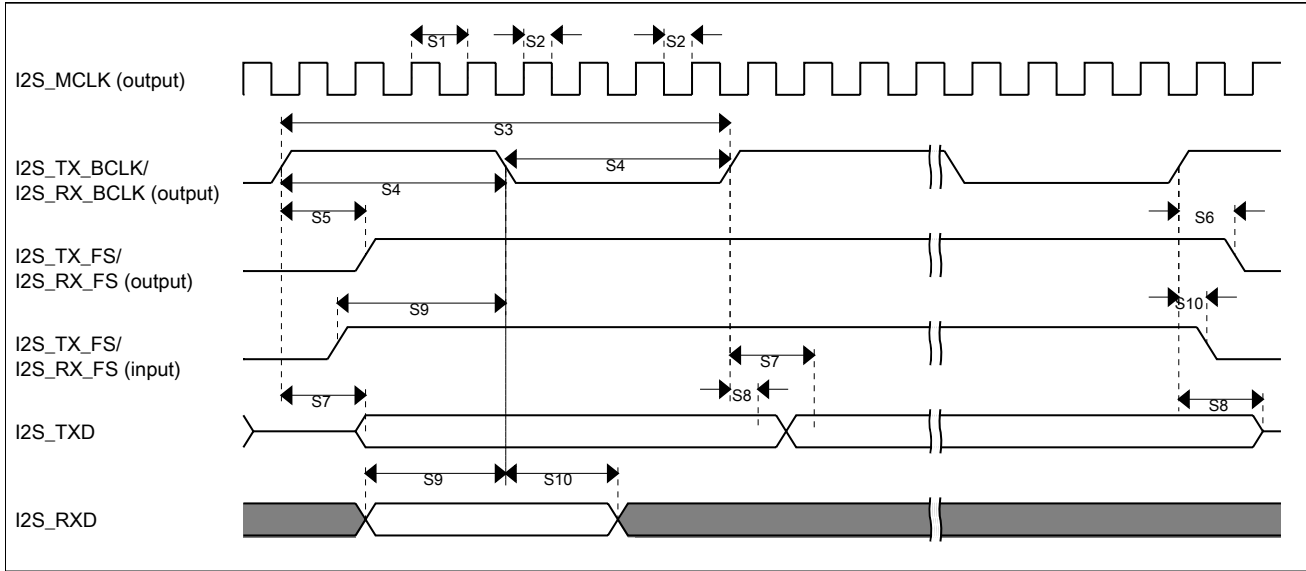 S1
S2
S2
I2S_MCLK (output)
S3
I2S_TX_BCLK/
I2S_RX_BCLK (output)
S4
S4
S5
S6
I2S_TX_FS/
I2S_RX_FS (output)
S9
S10
I2S_TX_FS/
I2S_RX_FS (input)
S7
S7
S8
S8
I2S_TXD
S9
S10
I2S_RXD